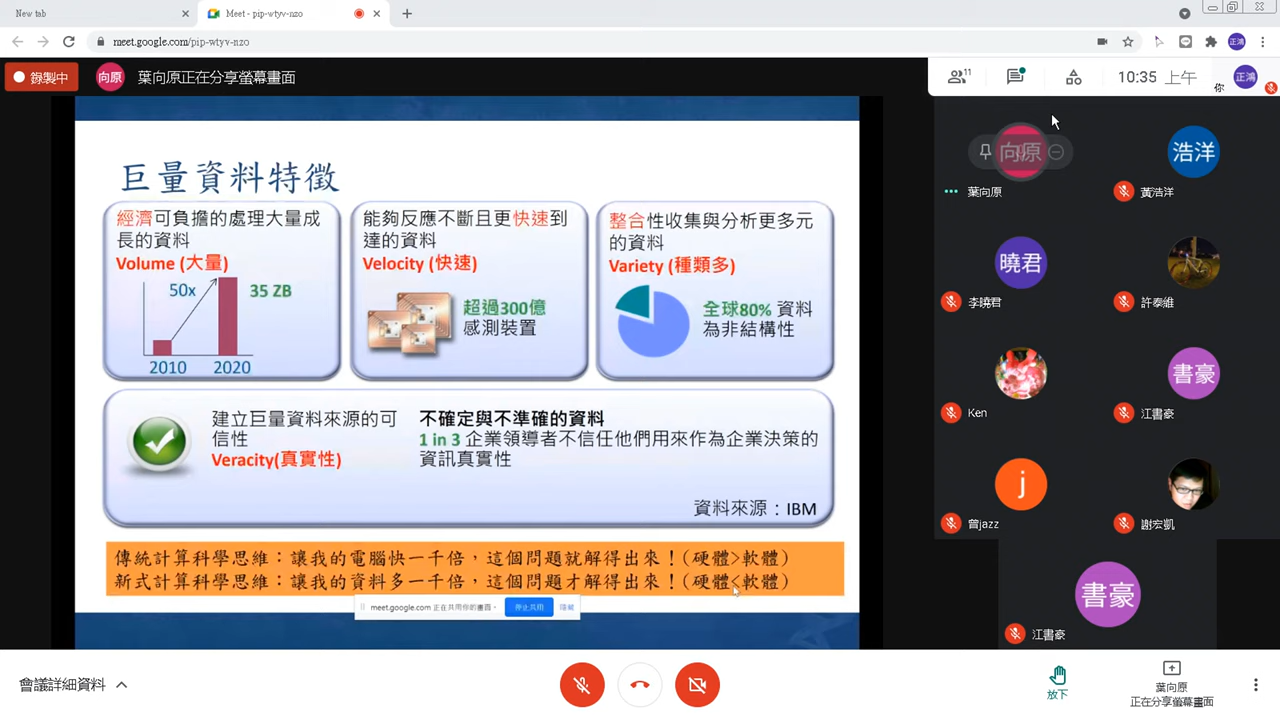 New tab
Meet - pip-wtyv-nzo
meet.google.com/pip-wtyv-nzo
正鴻
錄製中
向原
葉向原正在分享螢幕畫面
11
10:35 上午
你
正鴻
巨量資料特徵
經濟可負擔的處理大量成
長的資料
Volume (大量)
50x
35 ZB
2010
2020
能夠反應不斷且更快速到
達的資料
Velocity (快速)
超過300億
感測裝置
整合性收集與分析更多元
的資料
Variety (種類多)
全球80% 資料
為非結構性
建立巨量資料來源的可
信性
Veracity(真實性)
不確定與不準確的資料
1 in 3 企業領導者不信任他們用來作為企業決策的
資訊真實性
資料來源：IBM
傳統計算科學思維：讓我的電腦快一千倍，這個問題就解得出來！(硬體>軟體)
新式計算科學思維：讓我的資料多一千倍，這個問題才解得出來！(硬體<軟體)
meet.google.com 正在共用你的畫面。
停止共用
隱藏
向原
葉向原
浩洋
黃浩洋
曉君
李曉君
許泰維
Ken
書豪
江書豪
j
曾jazz
謝宏凱
書豪
江書豪
會議詳細資料
放下
葉向原
正在分享螢幕畫面